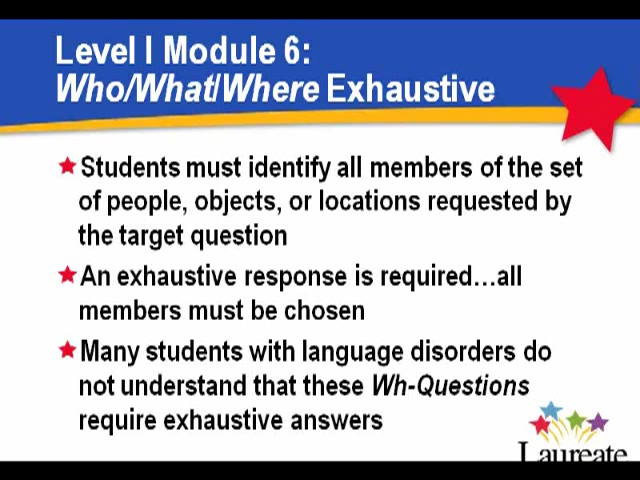 Level I Module 6:
Who/What/Where Exhaustive
Students must identify all members of the set
of people, objects, or locations requested by
the target question
An exhaustive response is required...all
members must be chosen
Many students with language disorders do
not understand that these Wh-Questions
require exhaustive answers
Laureate